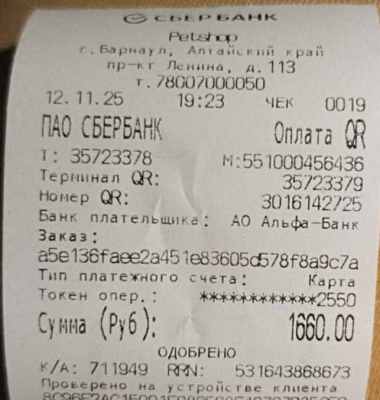 СБЕРБАНК
Petshop
г. Барнаул, Алтайский край
пр-кт Ленина, д.113
т.78007000050
12.11.25 19:23 ЧЕК 0019
ПАО СБЕРБАНК Оплата QR
Т: 35723378 М:551000456436
Терминал QR: 35723379
Номер QR: 3016142725
Банк плательщика: АО Альфа-Банк
Заказ:
a5e136faee2a451e83605d578f8a9c7a
Тип платежного счета: Карта
Токен опер.: ************2550
Сумма (Руб): 1660.00
ОДОБРЕНО
К/А: 711949 RRN: 531643868673
Проверено на устройстве клиента